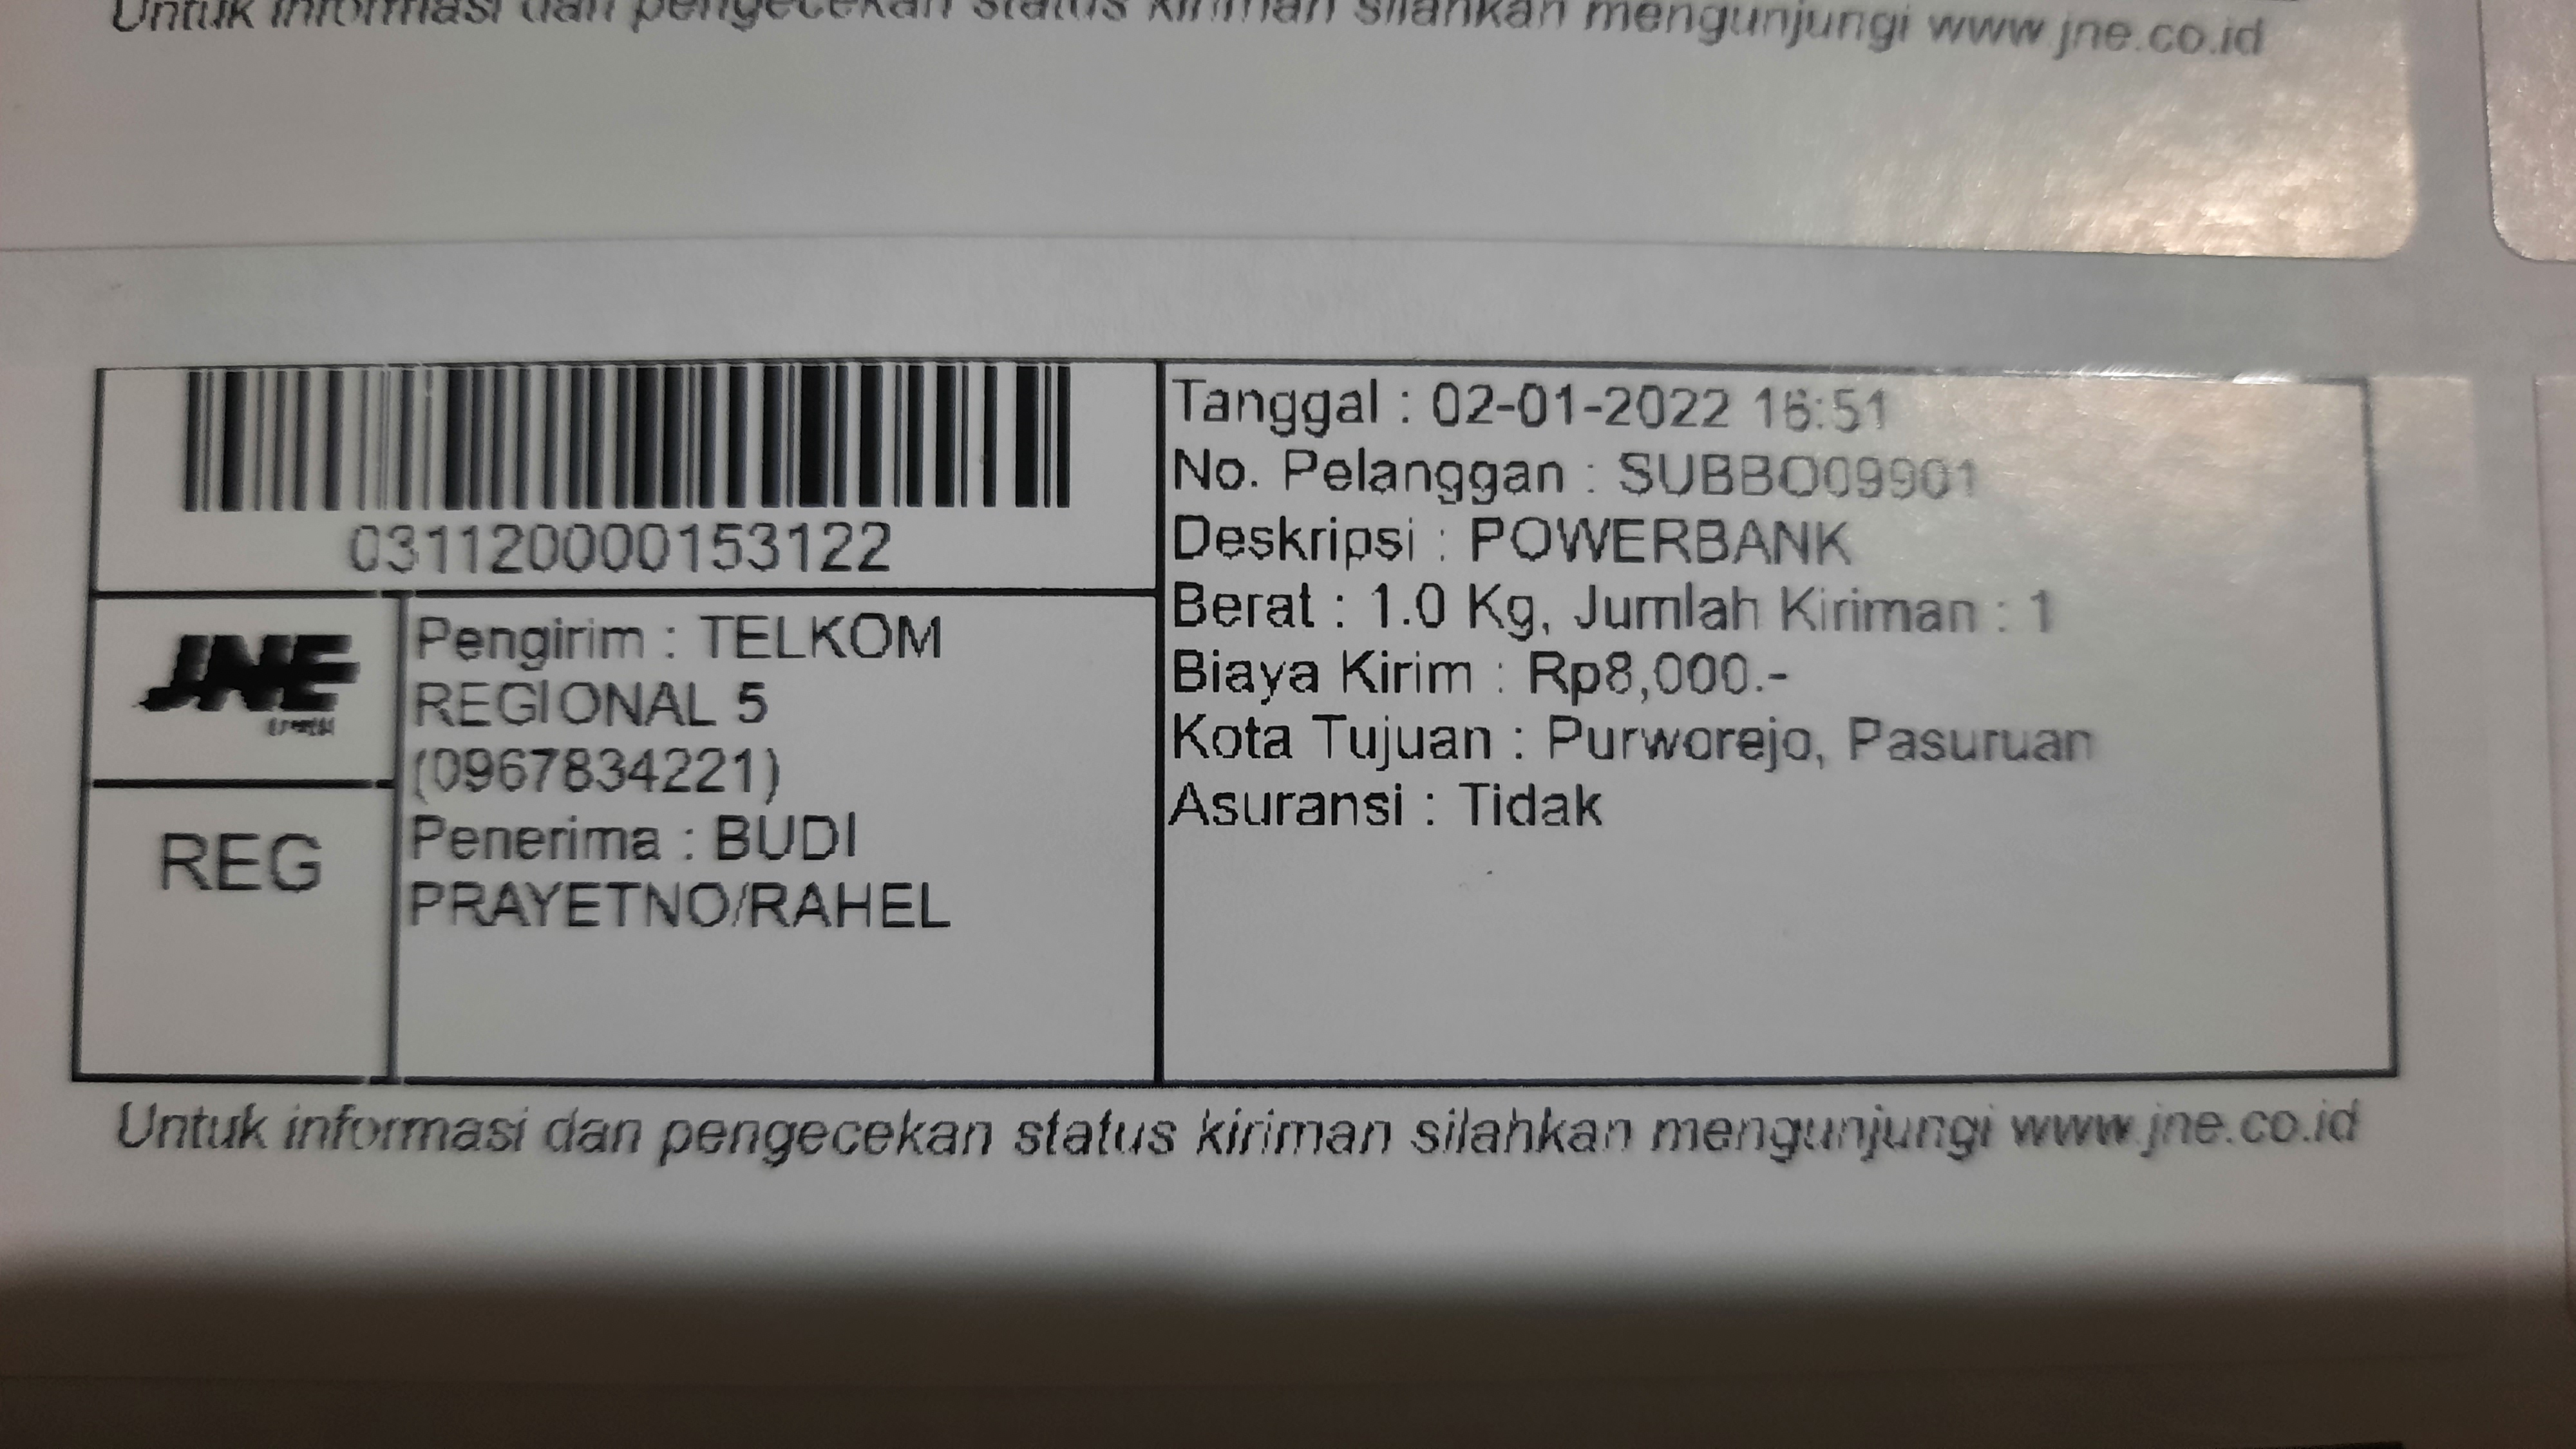 031120001531​22
Tanggal : 02-01-2022 16:51
No. Pelanggan : SUBBO09901
Deskripsi : POWERBANK
Berat : 1.0 Kg, Jumlah Kiriman : 1
Biaya Kirim : Rp8,000.-
Kota Tujuan : Purworejo, Pasuruan
Asuransi : Tidak
JNE
REG
Pengirim : TELKOM
REGIONAL 5
(0967834221)
Penerima : BUDI
PRAYETNO/RAHEL
Untuk informasi dan pengecekan status kiriman silahkan mengunjungi www.jne.co.id
Untuk informasi dan pengecekan status kiriman silahkan mengunjungi www.jne.co.id